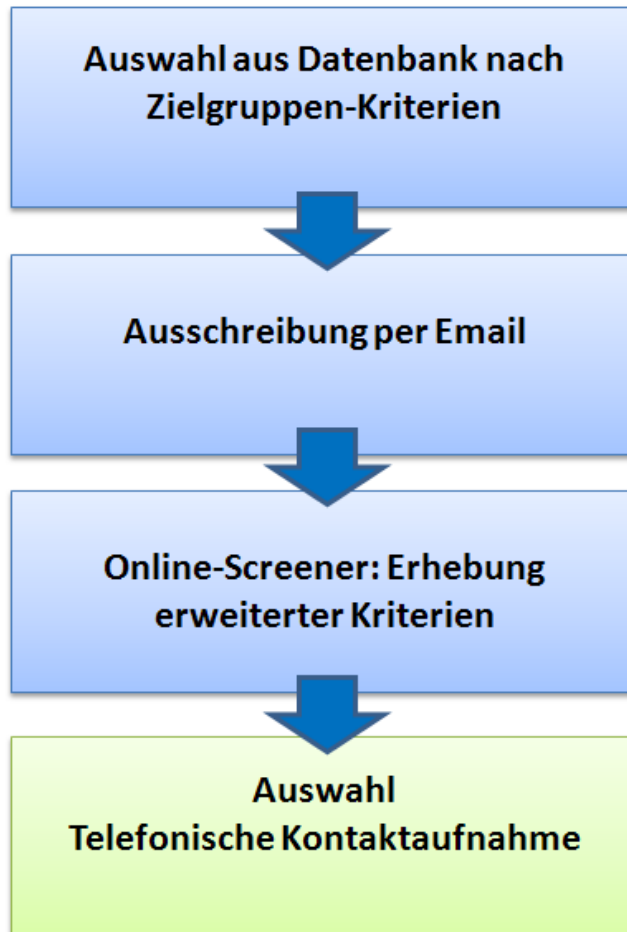 Auswahl aus Datenbank nach
Zielgruppen-Kriterien
Ausschreibung per Email
Online-Screener: Erhebung
erweiterter Kriterien
Auswahl
Telefonische Kontaktaufnahme